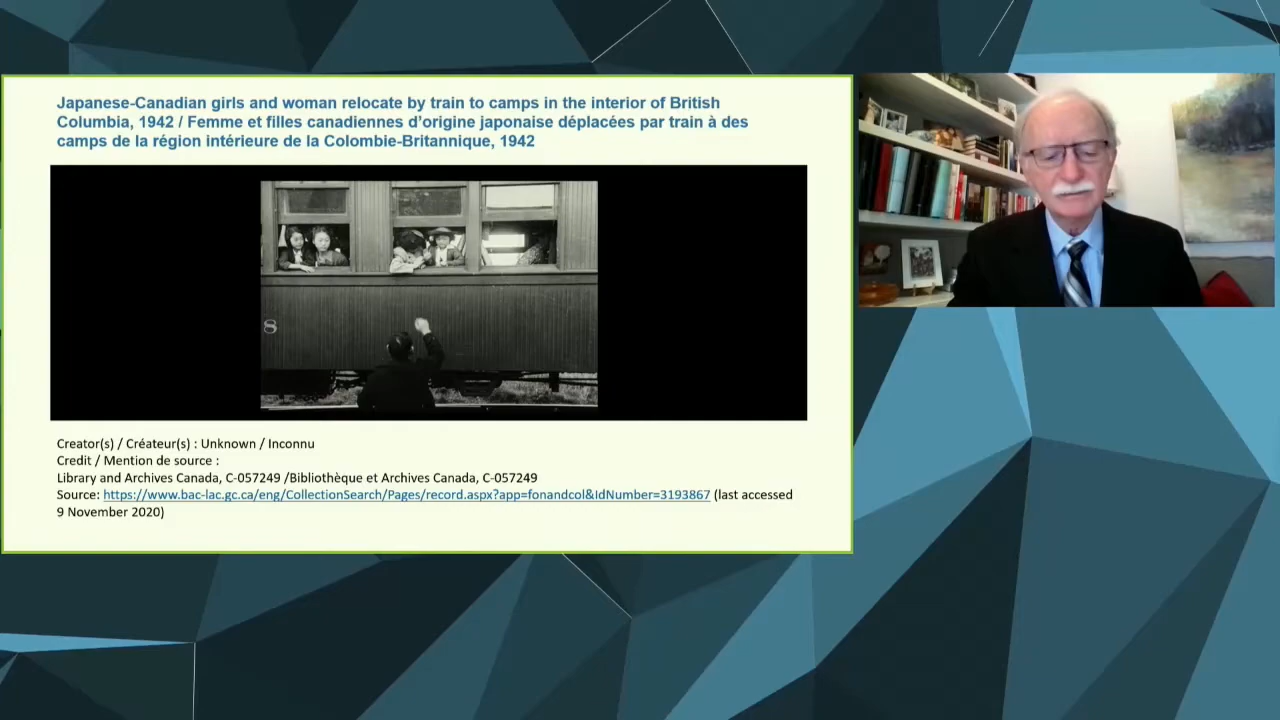 Japanese-Canadian girls and woman relocate by train to camps in the interior of British
Columbia, 1942 / Femme et filles canadiennes d’origine japonaise déplacées par train à des
camps de la région intérieure de la Colombie-Britannique, 1942
8
Creator(s) / Créateur(s) : Unknown / Inconnu
Credit / Mention de source :
Library and Archives Canada, C-057249 /Bibliothèque et Archives Canada, C-057249
Source: https://www.bac-lac.gc.ca/eng/CollectionSearch/Pages/record.aspx?app=fonandcol&IdNumber=3193867 (last accessed
9 November 2020)